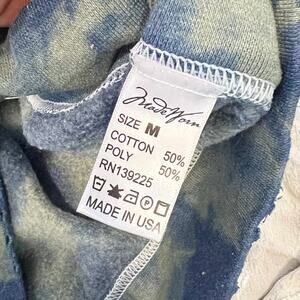 MadeWorn
SIZE M
COTTON 50%
POLY 50%
RN139225
MADE IN USA